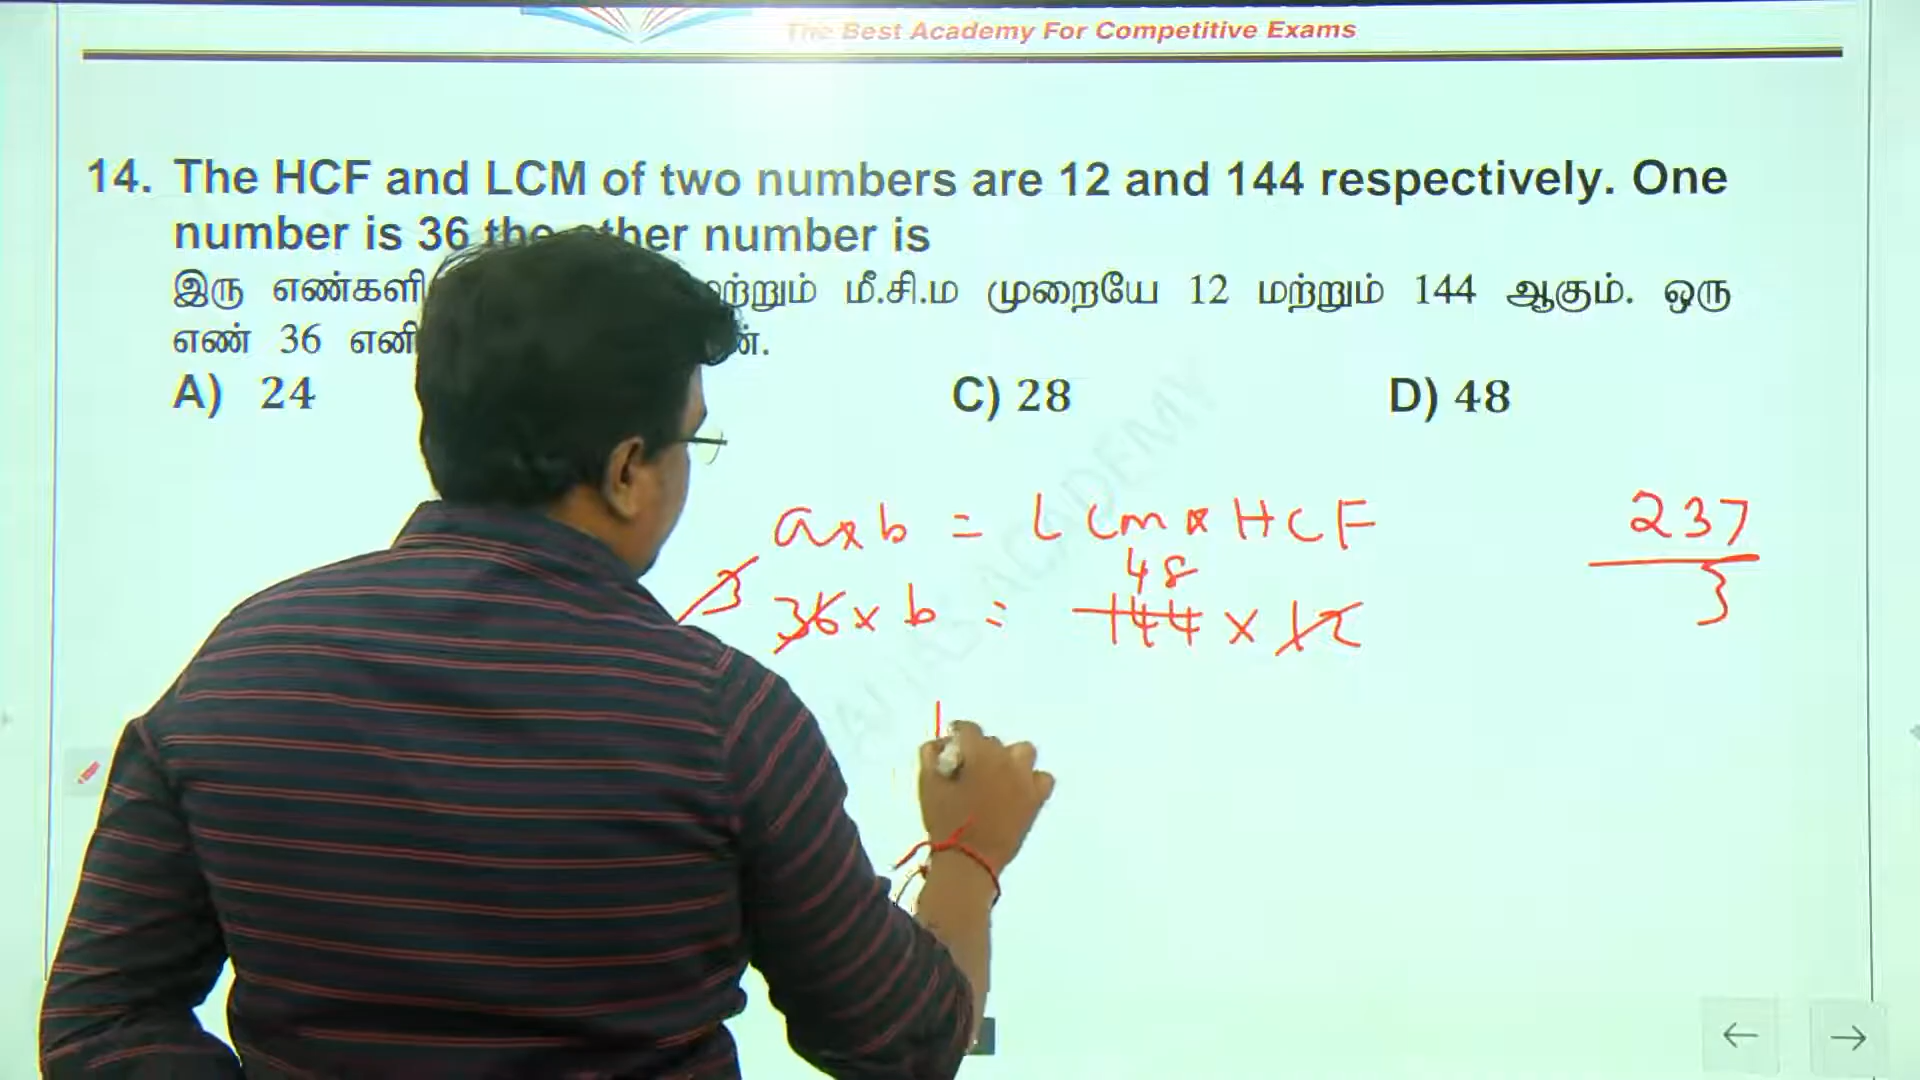 The Best Academy For Competitive Exams
14. The HCF and LCM of two numbers are 12 and 144 respectively. One
number is 36 the other number is
இரு எண்களி மற்றும் மீ.சி.ம முறையே 12 மற்றும் 144 ஆகும். ஒரு
எண் 36 எனி
A) 24 C) 28 D) 48
a x b = LCM x HCF
237
3
48
3
36 x b = 144 x 12
ACADEMY